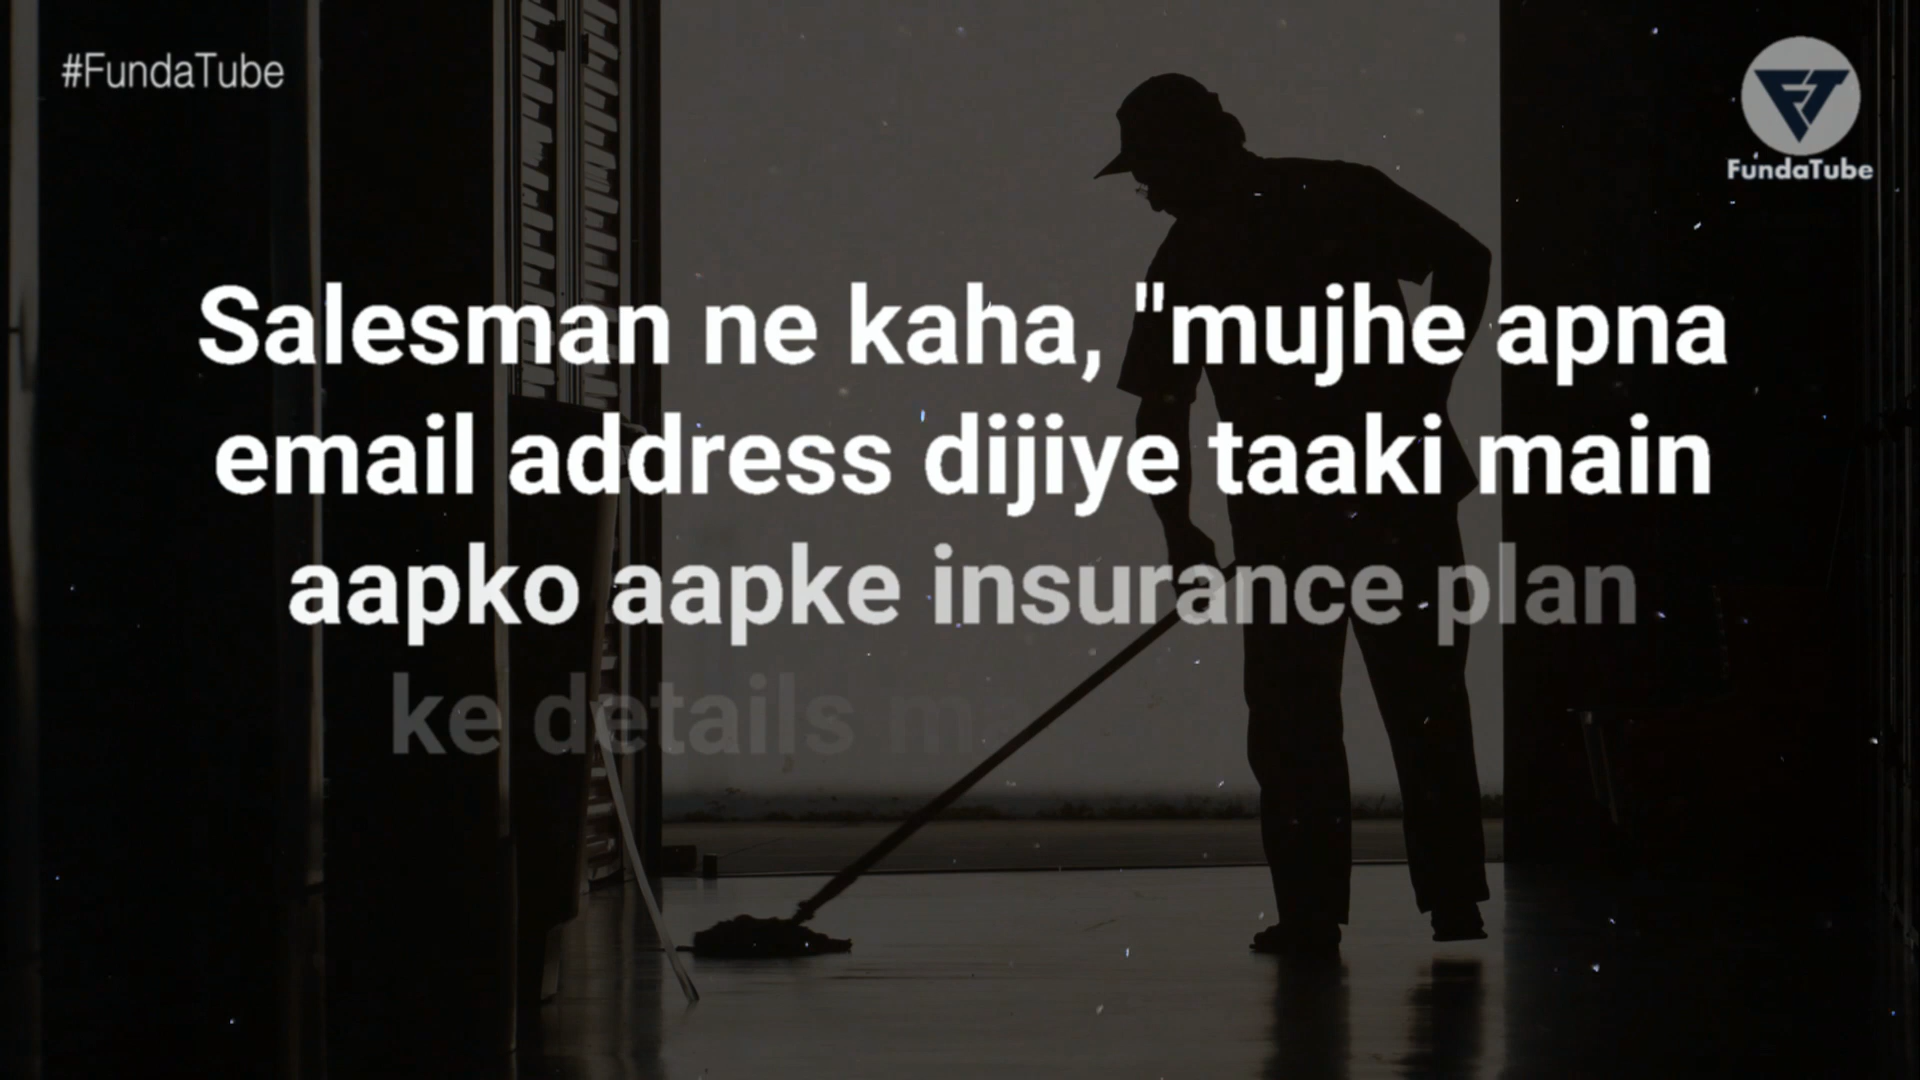 #FundaTube
FundaTube
Salesman ne kaha, "mujhe apna
email address dijiye taaki main
aapko aapke insurance plan
ke details